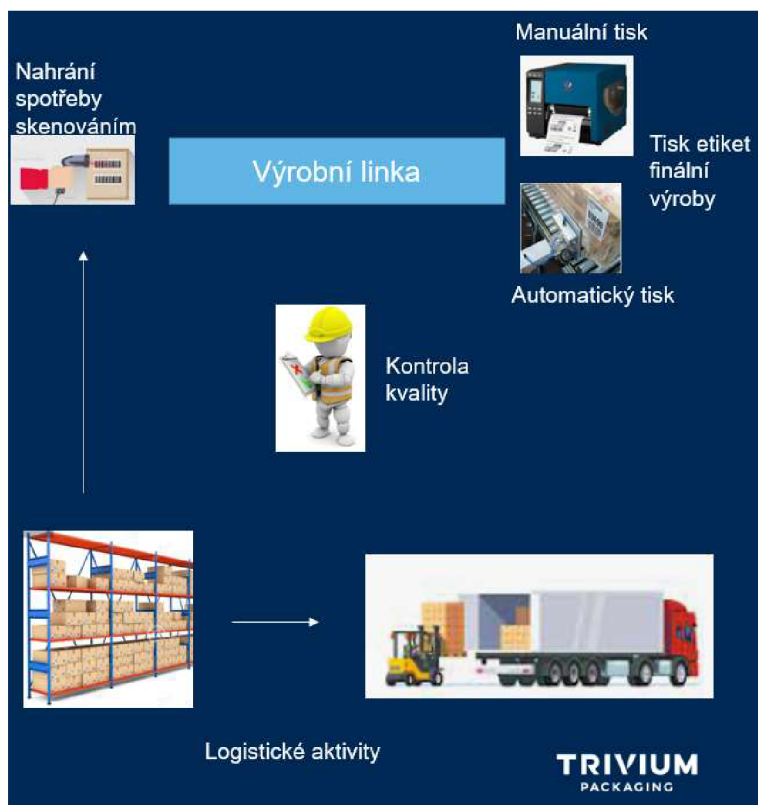 Manuální tisk
Nahrání
spotřeby
skenováním
Výrobní linka
Tisk etiket
finální
výroby
Automatický tisk
Kontrola
kvality
Logistické aktivity
TRIVIUM
PACKAGING